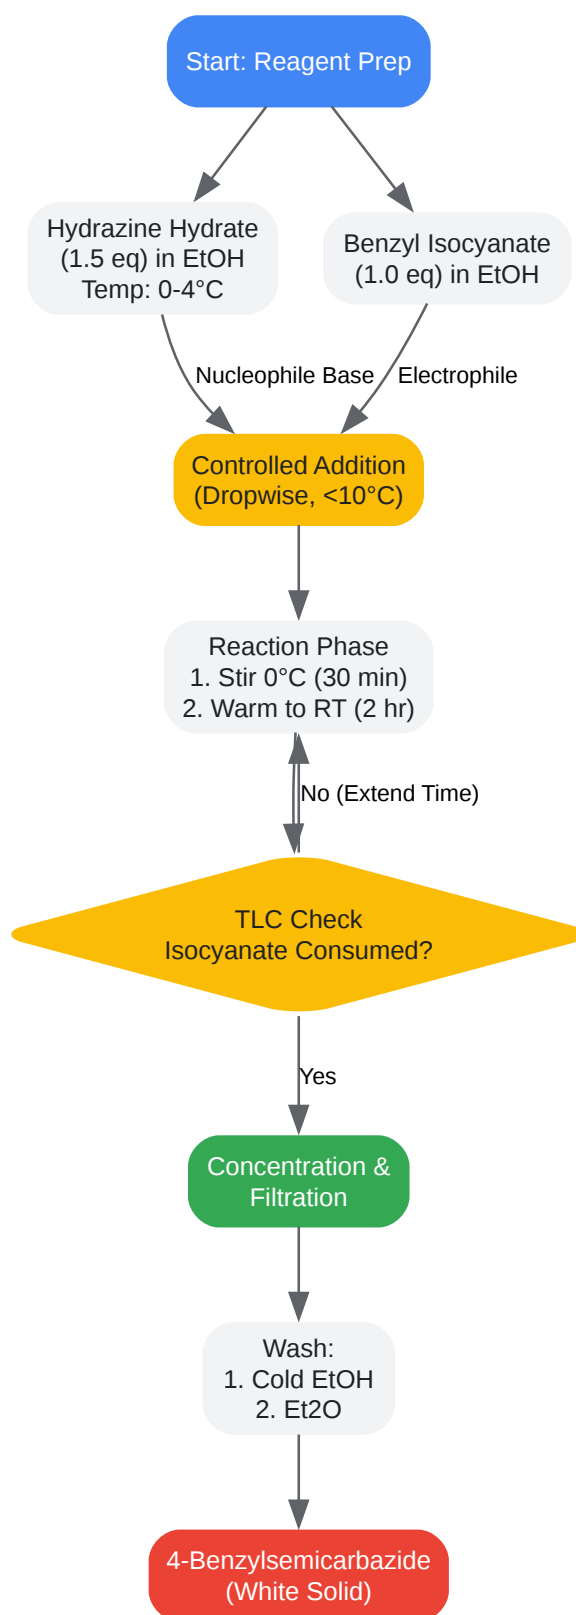 Start: Reagent Prep
Hydrazine Hydrate
(1.5 eq) in EtOH
Temp: 0-4°C
Benzyl Isocyanate
(1.0 eq) in EtOH
Nucleophile Base
Electrophile
Controlled Addition
(Dropwise, <10°C)
Reaction Phase
1. Stir 0°C (30 min)
2. Warm to RT (2 hr)
No (Extend Time)
TLC Check
Isocyanate Consumed?
Yes
Concentration &
Filtration
Wash:
1. Cold EtOH
2. Et2O
4-Benzylsemicarbazide
(White Solid)